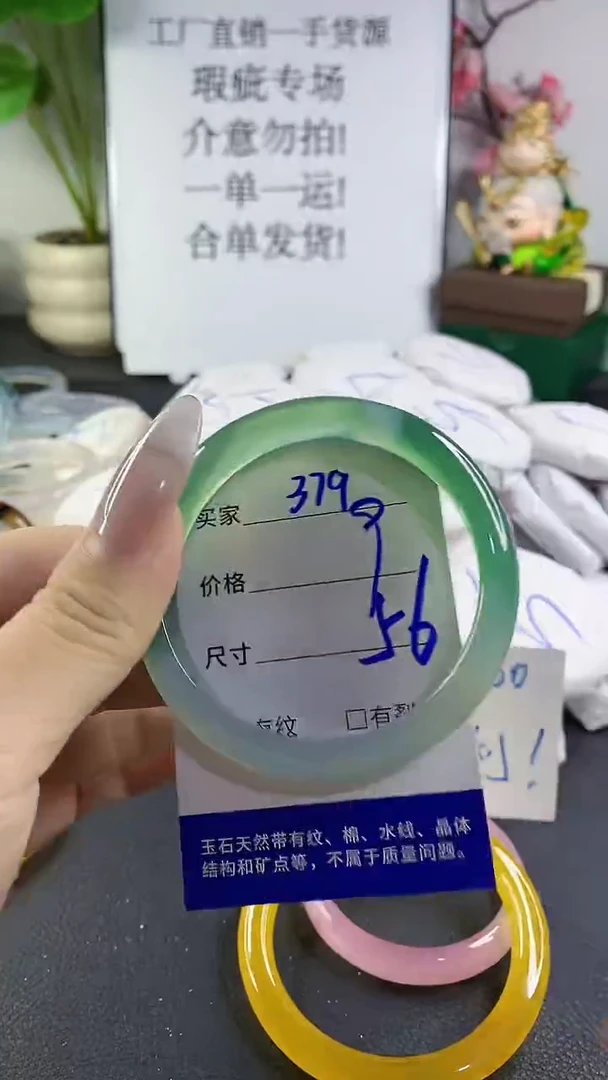 工厂直销一手货源
瑕疵专场
介意勿拍!
一单一运!
合单发货!
买家 379
价格
尺寸 56
有纹 □有裂
玉石天然带有纹、棉、水线、晶体
结构和矿点等，不属于质量问题。